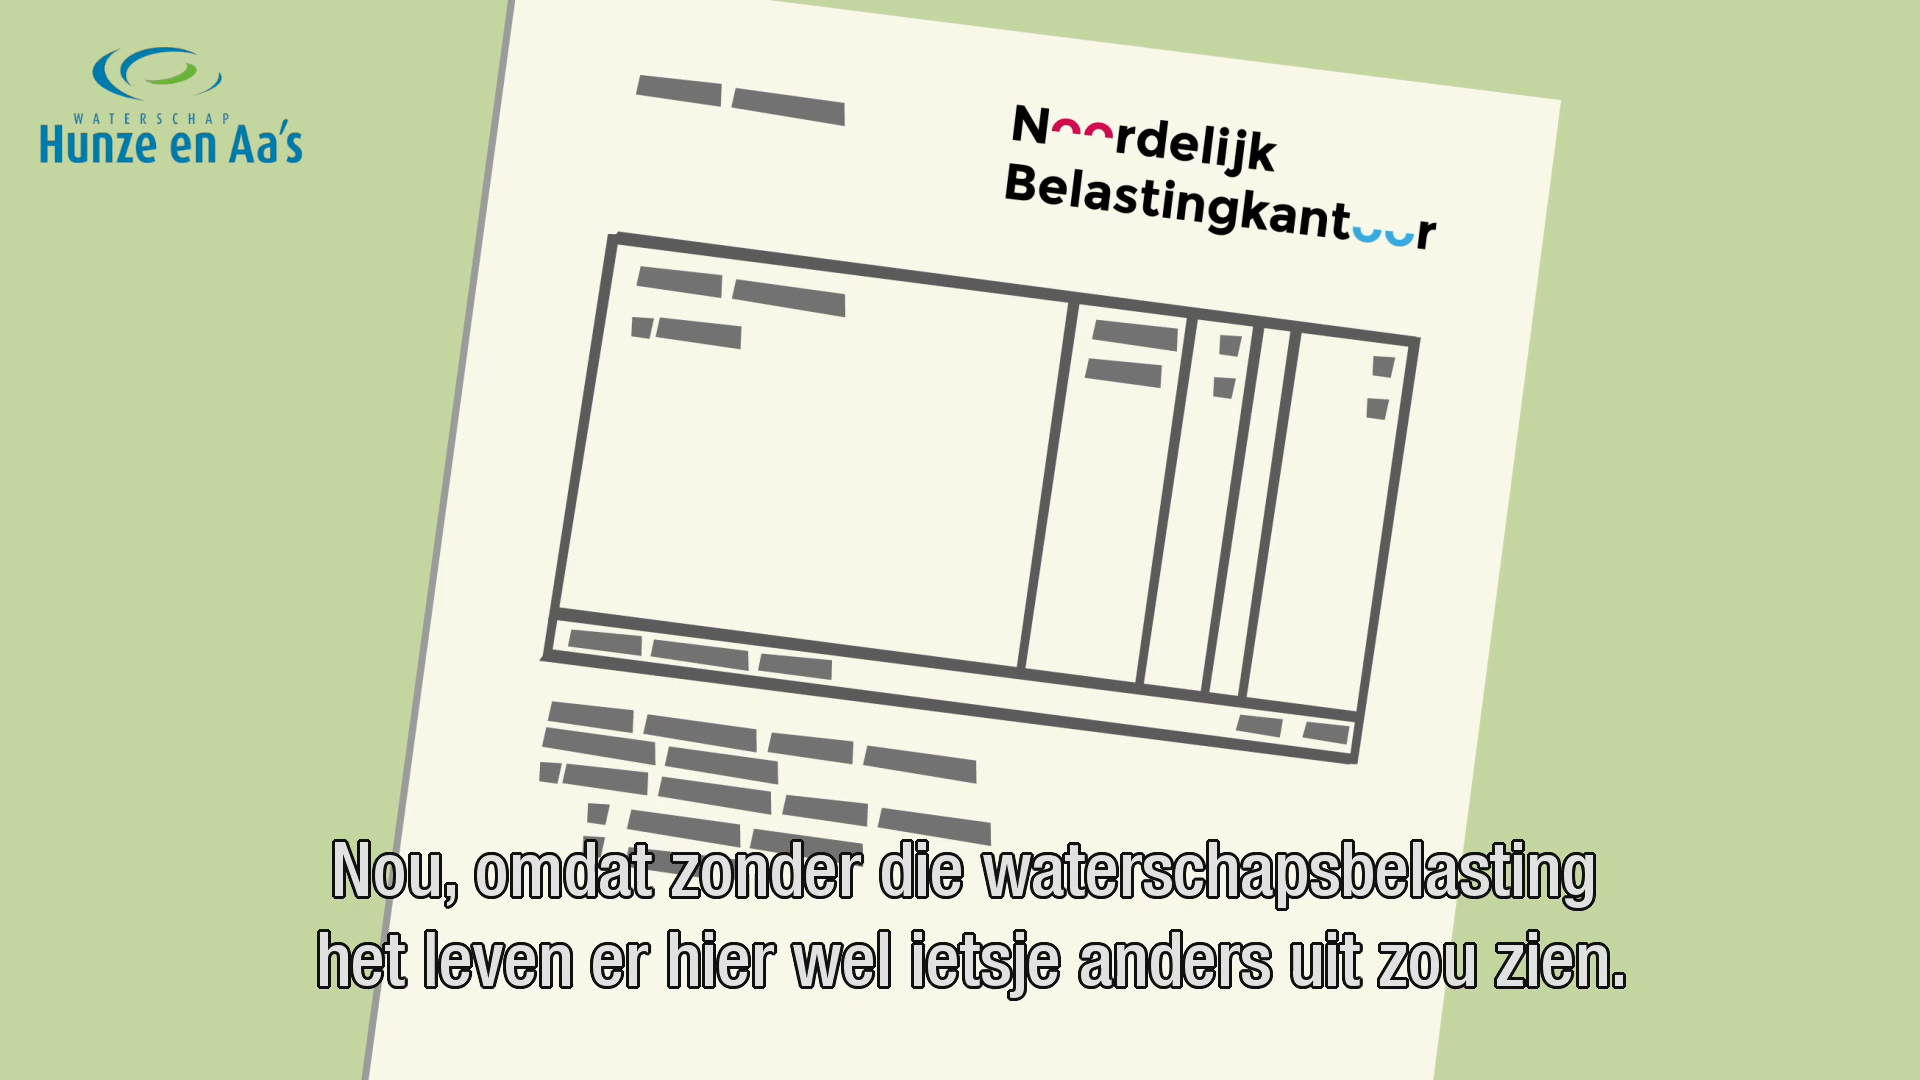 WATERSCHAP
Hunze en Aa's
Noordelijk
Belastingkantoor
Nou, omdat zonder die waterschapsbelasting
het leven er hier wel ietsje anders uit zou zien.